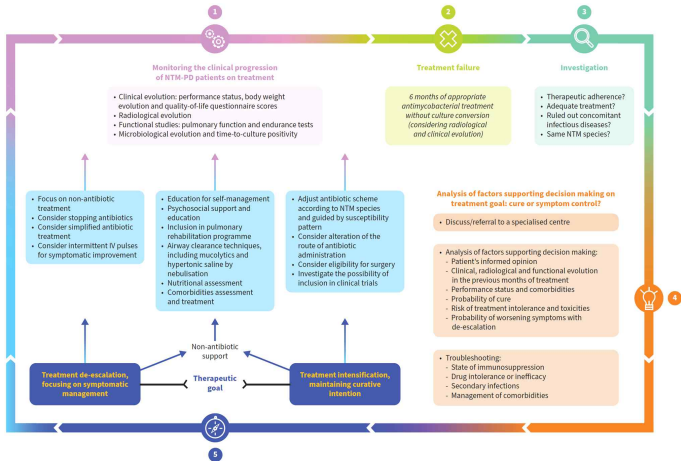 1
2
3
Monitoring the clinical progression
of NTM-PD patients on treatment
• Clinical evolution: performance status, body weight
evolution and quality-of-life questionnaire scores
• Radiological evolution
• Functional studies: pulmonary function and endurance tests
• Microbiological evolution and time-to-culture positivity
Treatment failure
6 months of appropriate
antimycobacterial treatment
without culture conversion
(considering radiological
and clinical evolution)
Investigation
• Therapeutic adherence?
• Adequate treatment?
• Ruled out concomitant
infectious diseases?
• Same NTM species?
• Focus on non-antibiotic
treatment
• Consider stopping antibiotics
• Consider simplified antibiotic
treatment
• Consider intermittent IV pulses
for symptomatic improvement
• Education for self-management
• Psychosocial support and
education
• Inclusion in pulmonary
rehabilitation programme
• Airway clearance techniques,
including mucolytics and
hypertonic saline by
nebulisation
• Nutritional assessment
• Comorbidities assessment
and treatment
• Adjust antibiotic scheme
according to NTM species
and guided by susceptibility
pattern
• Consider alteration of the
route of antibiotic
administration
• Consider eligibility for surgery
• Investigate the possibility of
inclusion in clinical trials
Analysis of factors supporting decision making on
treatment goal: cure or symptom control?
• Discuss/referral to a specialised centre
• Analysis of factors supporting decision making:
- Patient's informed opinion
- Clinical, radiological and functional evolution
in the previous months of treatment
- Performance status and comorbidities
- Probability of cure
- Risk of treatment intolerance and toxicities
- Probability of worsening symptoms with
de-escalation
• Troubleshooting:
- State of immunosuppression
- Drug intolerance or inefficacy
- Secondary infections
- Management of comorbidities
4
Non-antibiotic
support
Treatment de-escalation,
focusing on symptomatic
management
Therapeutic
goal
Treatment intensification,
maintaining curative
intention
5